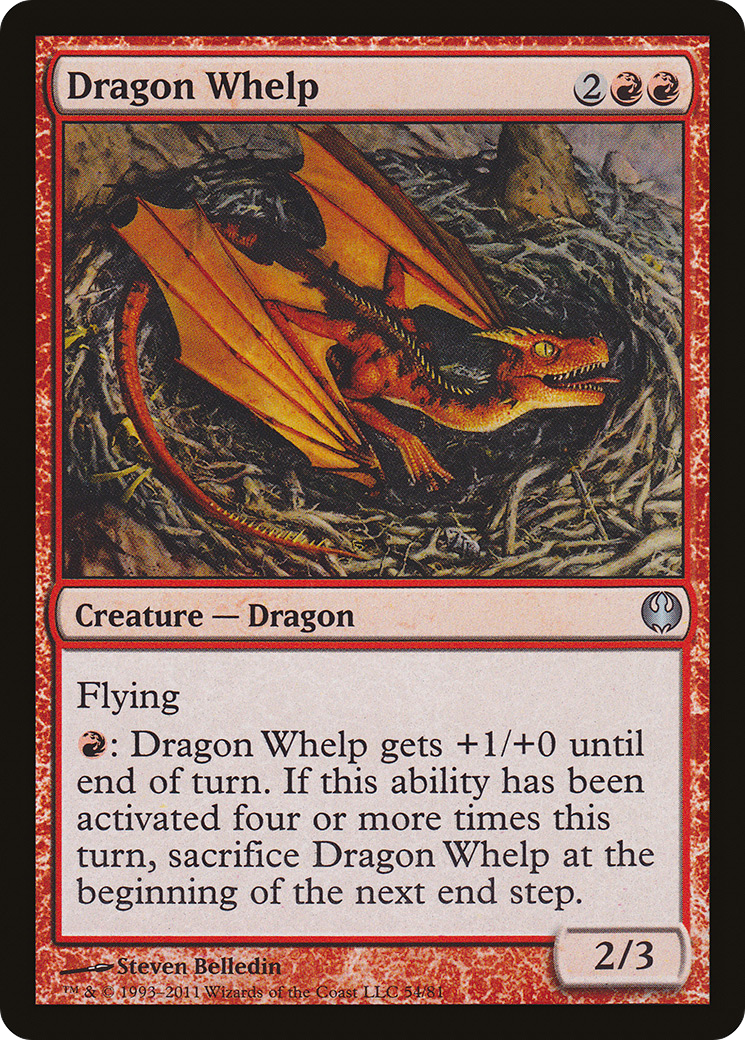 Dragon Whelp 2
Creature — Dragon
Flying
: Dragon Whelp gets +1/+0 until
end of turn. If this ability has been
activated four or more times this
turn, sacrifice Dragon Whelp at the
beginning of the next end step.
2/3
Steven Belledin
™ & © 1993–2011 Wizards of the Coast LLC 54/81